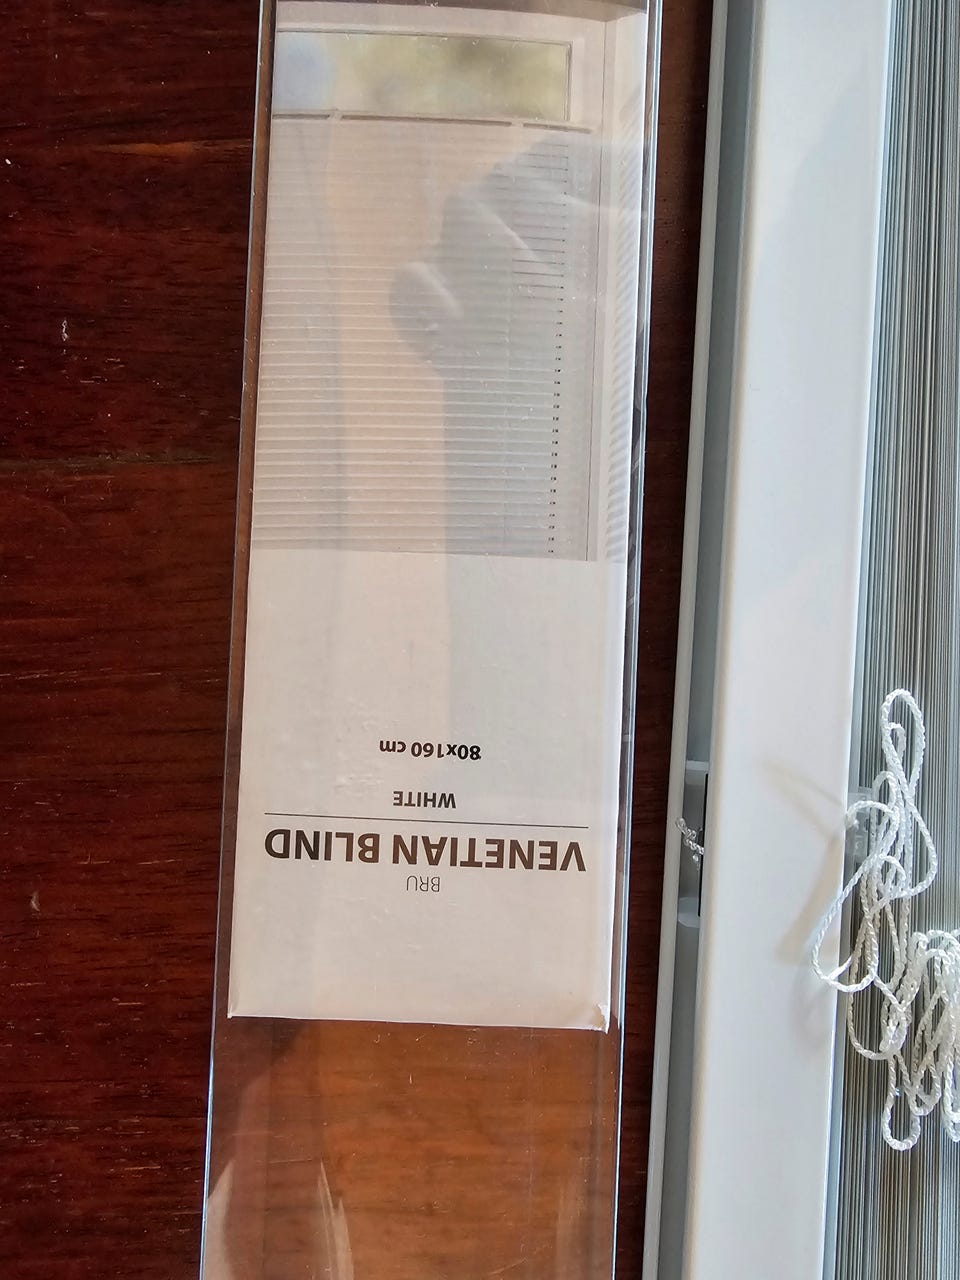 BRU
VENETIAN BLIND
WHITE
80x160 cm